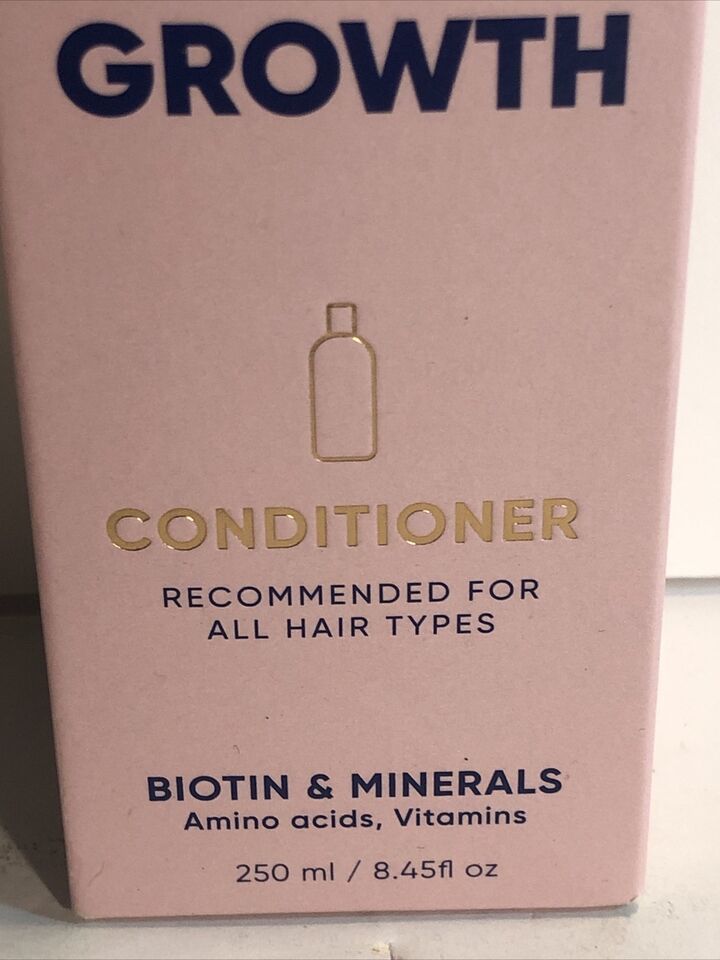 GROWTH
CONDITIONER
RECOMMENDED FOR
ALL HAIR TYPES
BIOTIN & MINERALS
Amino acids, Vitamins
250 ml / 8.45fl oz